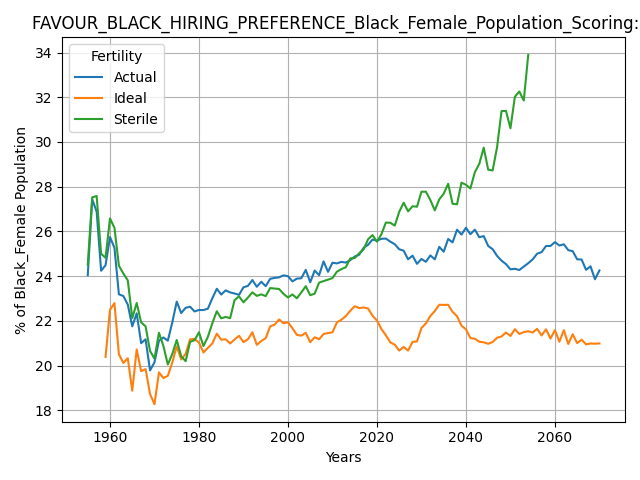 FAVOUR_BLACK_HIRING_PREFERENCE_Black_Female_Population_Scoring:
Fertility
Actual
Ideal
Sterile
% of Black_Female Population
34
32
30
28
26
24
22
20
18
1960
1980
2000
2020
2040
2060
Years